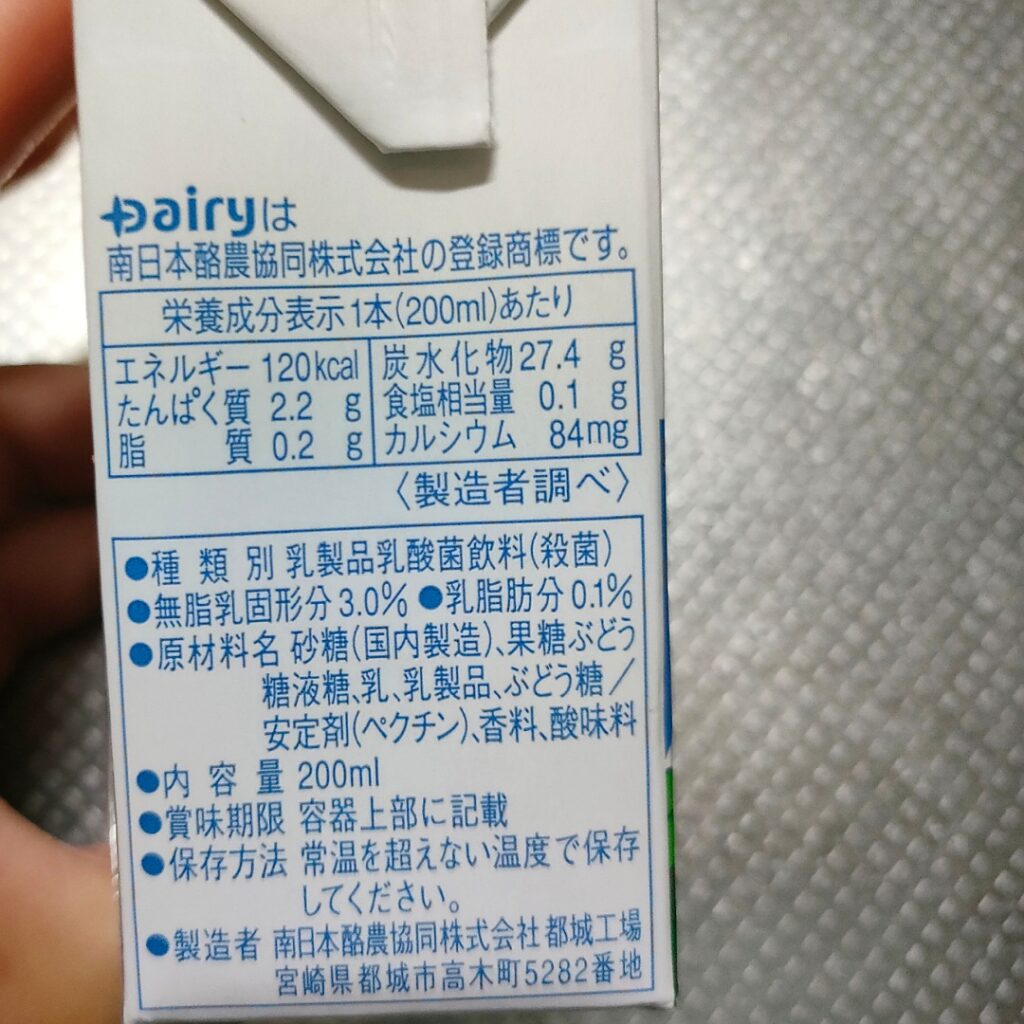 Dairyは
南日本酪農協同株式会社の登録商標です。
栄養成分表示1本(200ml)あたり
エネルギー 120kcal
たんぱく質 2.2 g
脂 質 0.2 g
炭水化物 27.4 g
食塩相当量 0.1 g
カルシウム 84mg
〈製造者調べ〉
●種類別 乳製品乳酸菌飲料(殺菌)
●無脂乳固形分3.0% ●乳脂肪分0.1%
●原材料名 砂糖(国内製造)、果糖ぶどう
糖液糖、乳、乳製品、ぶどう糖/
安定剤(ペクチン)、香料、酸味料
●内容量 200ml
●賞味期限 容器上部に記載
●保存方法 常温を超えない温度で保存
してください。
●製造者 南日本酪農協同株式会社都城工場
宮崎県都城市高木町5282番地